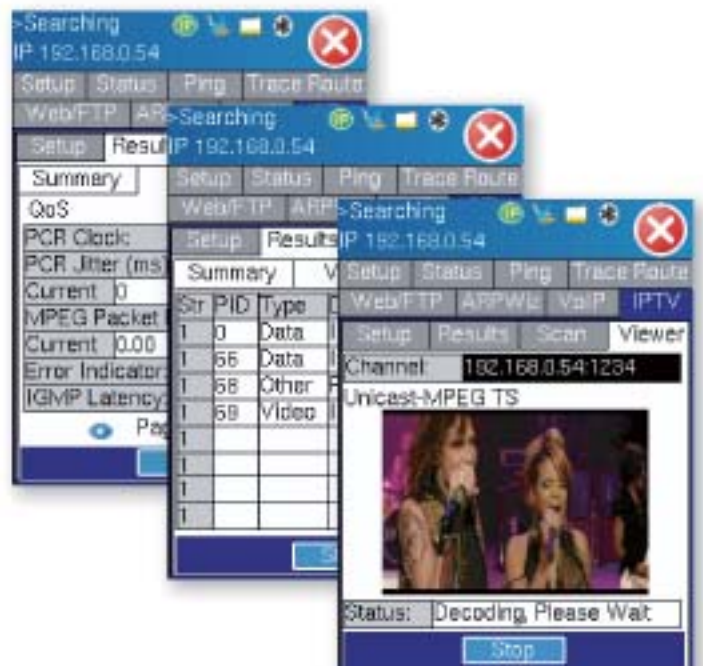 >Searching
IP 192.168.0.54
Setup Status Ping Trace Route
Web/FTP
Setup
Summary
QoS
PCR Clock:
PCR Jitter (ms)
Current 0
MPEG Packet
Current 0.00
Error Indicator:
IGMP Latency:
>Searching
IP 192.168.0.54
Setup Status Ping Trace Route
Web/FTP
Setup Results
Summary
Str PID Type
1 0 Data
1 66 Data
1 68 Other
1 69 Video
1
1
1
1
>Searching
IP 192.168.0.54
Setup Status Ping Trace Route
Web/FTP ARPWiz VoIP IPTV
Setup Results Scan Viewer
Channel: 192.168.0.54:1234
Unicast-MPEG TS
Status: Decoding, Please Wait
Stop